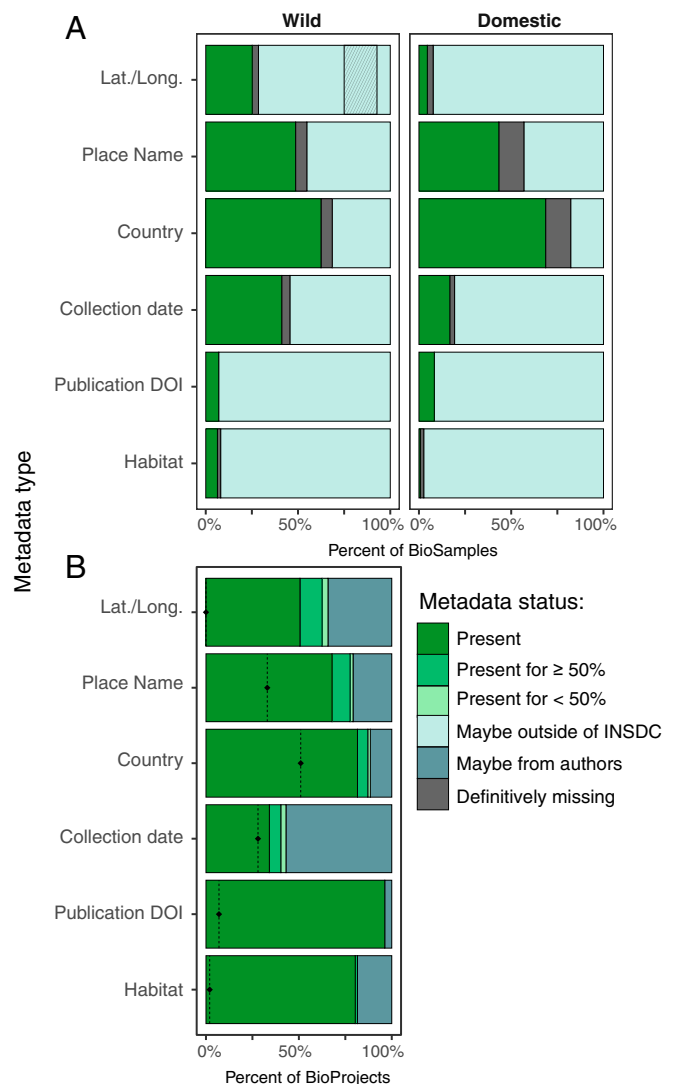 A
Wild
Domestic
Lat./Long.
Place Name
Country
Collection date
Publication DOI
Habitat
0%
50%
100%
0%
50%
100%
Percent of BioSamples
Metadata type
B
Lat./Long.
Place Name
Country
Collection date
Publication DOI
Habitat
0%
50%
100%
Percent of BioProjects
Metadata status:
Present
Present for ≥ 50%
Present for < 50%
Maybe outside of INSDC
Maybe from authors
Definitively missing